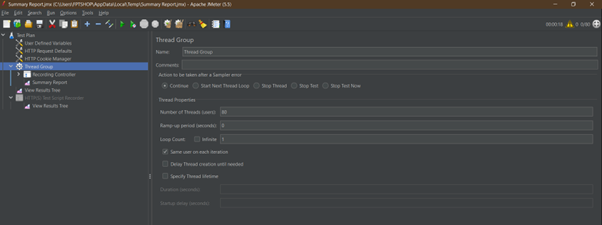 Summary Report.jmx (C:\Users\FPTSHOP\AppData\Local\Temp\Summary Report.jmx) - Apache JMeter (5.5)
File Edit Search Run Options Tools Help
00:00:18 0 0/80
Test Plan
User Defined Variables
HTTP Request Defaults
HTTP Cookie Manager
Thread Group
Recording Controller
Summary Report
View Results Tree
HTTP(S) Test Script Recorder
View Results Tree
Thread Group
Name: Thread Group
Comments:
Action to be taken after a Sampler error
Continue Start Next Thread Loop Stop Thread Stop Test Stop Test Now
Thread Properties
Number of Threads (users): 80
Ramp-up period (seconds):
Loop Count: Infinite 1
Same user on each iteration
Delay Thread creation until needed
Specify Thread lifetime
Duration (seconds):
Startup delay (seconds):